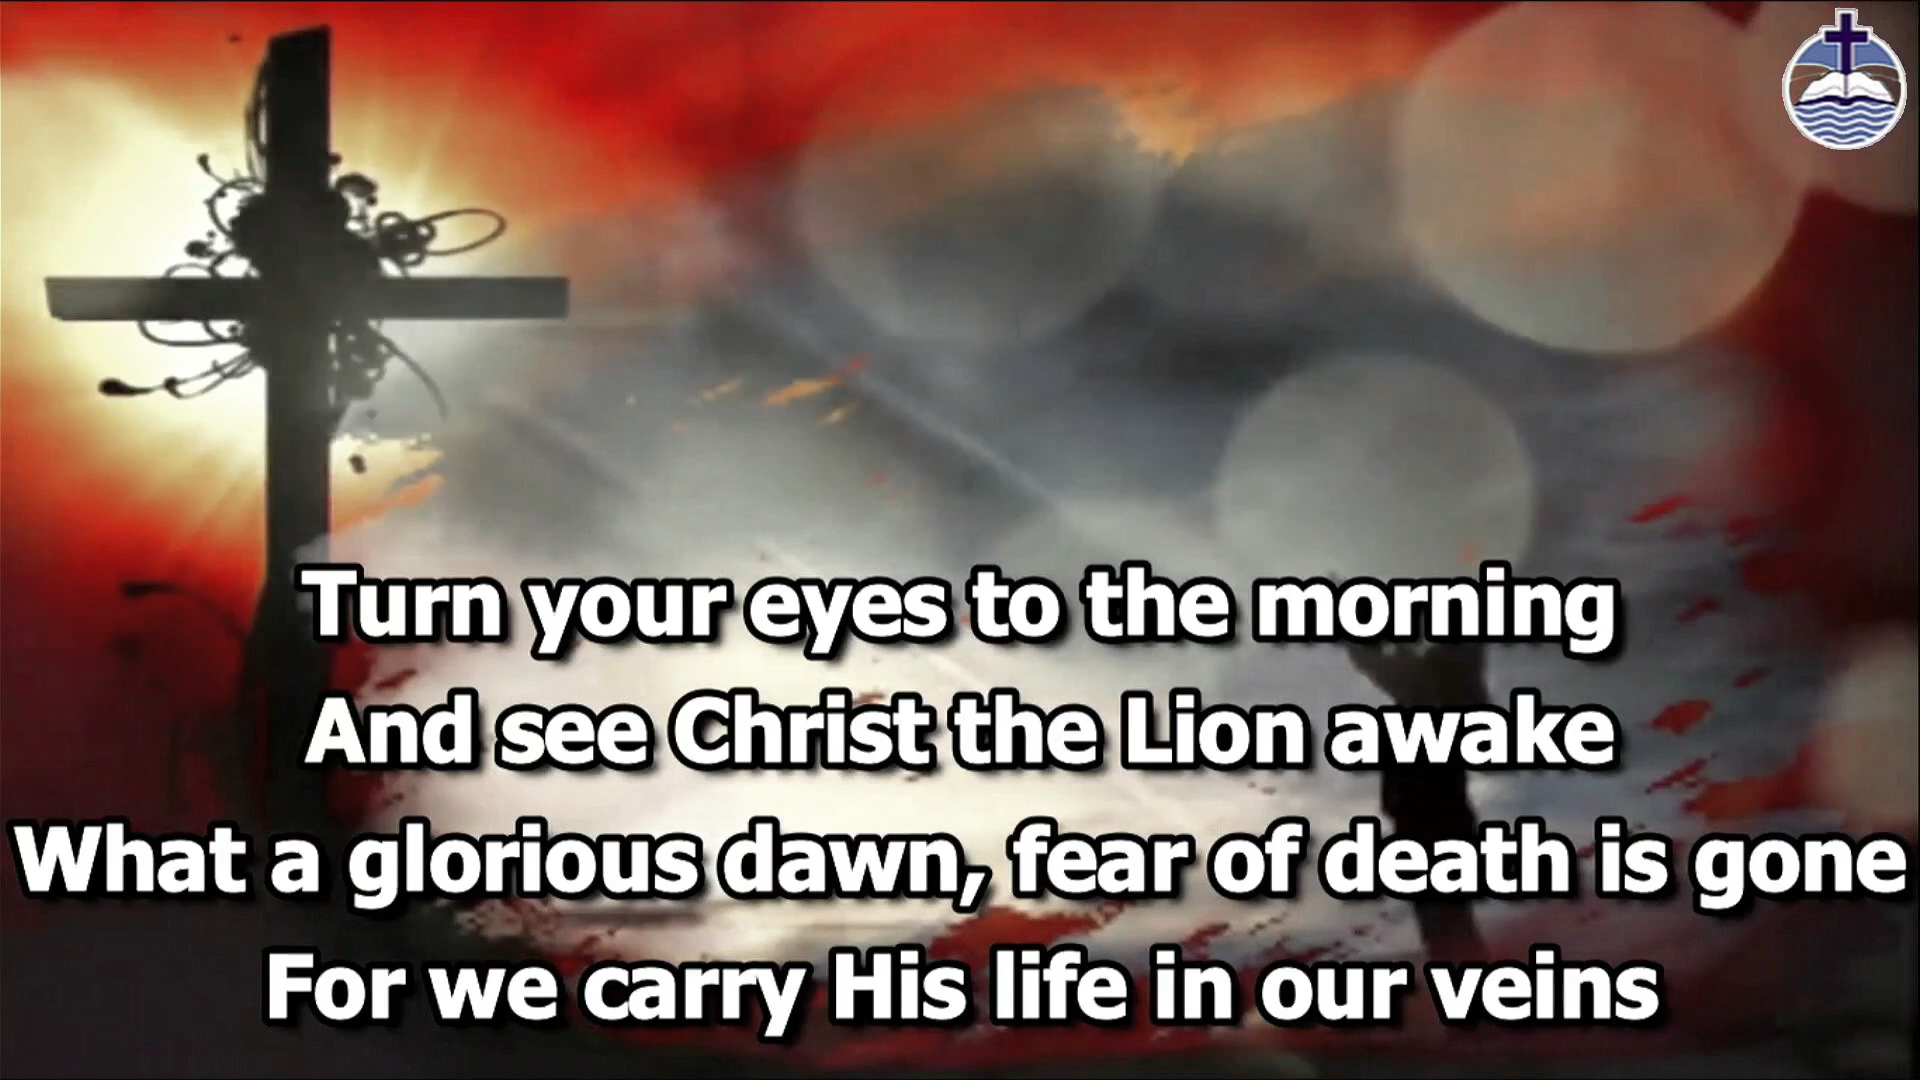 Turn your eyes to the morning
And see Christ the Lion awake
What a glorious dawn, fear of death is gone
For we carry His life in our veins